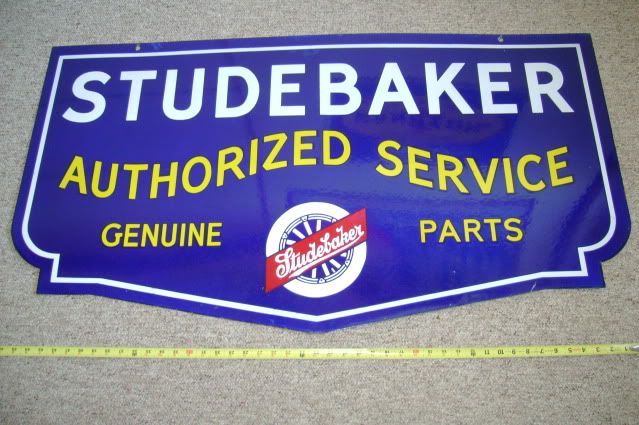 STUDEBAKER
AUTHORIZED SERVICE
GENUINE PARTS
Studebaker